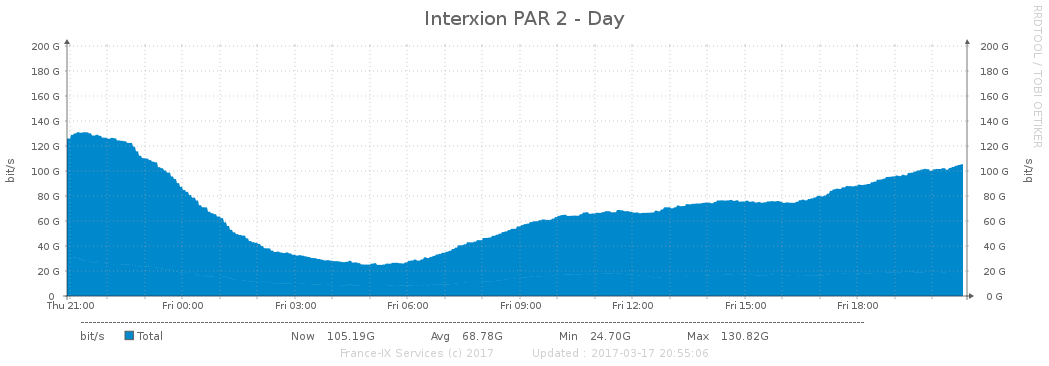 Interxion PAR 2 - Day
RRDTOOL / TOBI OETIKER
bit/s
200 G 200 G
180 G 180 G
160 G 160 G
140 G 140 G
120 G 120 G
100 G 100 G
80 G 80 G
60 G 60 G
40 G 40 G
20 G 20 G
0 0 G
bit/s
Thu 21:00 Fri 00:00 Fri 03:00 Fri 06:00 Fri 09:00 Fri 12:00 Fri 15:00 Fri 18:00
bit/s Total Now 105.19G Avg 68.78G Min 24.70G Max 130.82G
France-IX Services (c) 2017 Updated : 2017-03-17 20:55:06